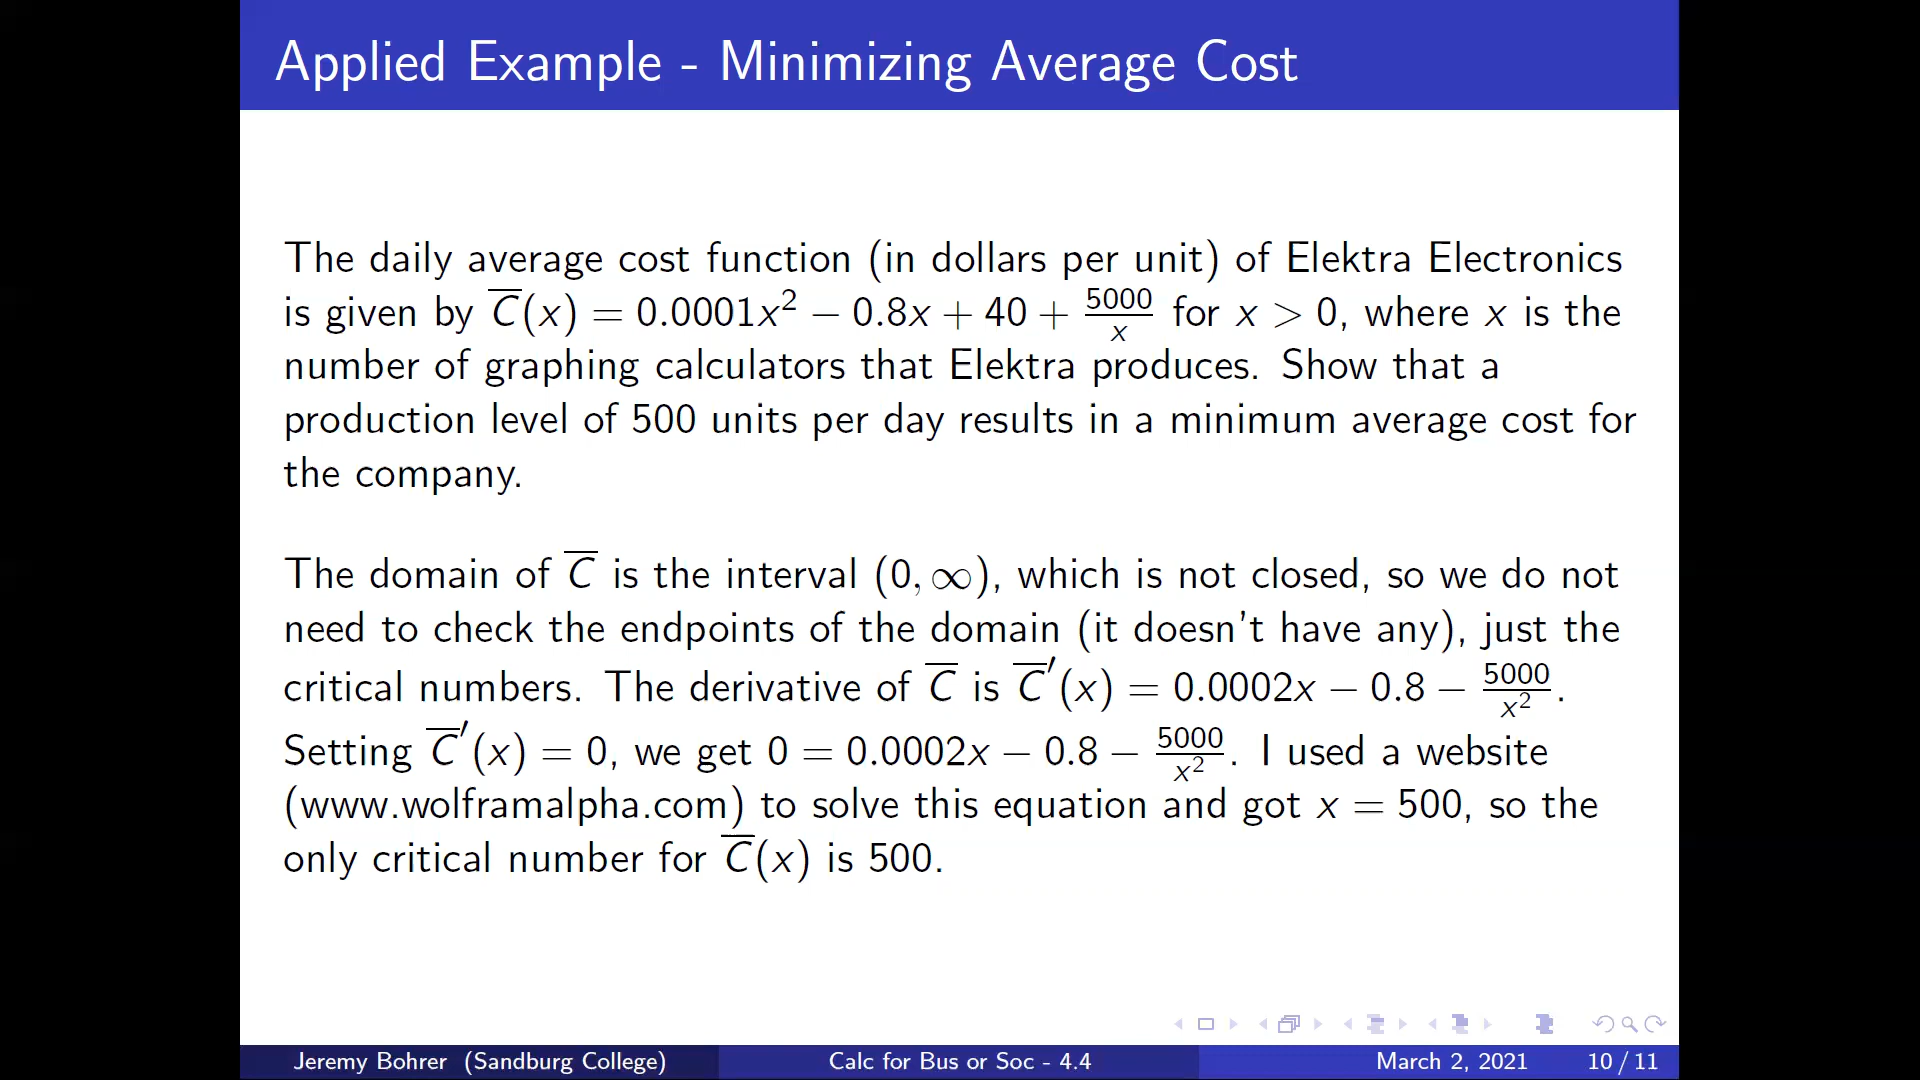 Applied Example - Minimizing Average Cost
The daily average cost function (in dollars per unit) of Elektra Electronics
is given by C̅(x) = 0.0001x² − 0.8x + 40 + 5000/x for x > 0, where x is the
number of graphing calculators that Elektra produces. Show that a
production level of 500 units per day results in a minimum average cost for
the company.
The domain of C̅ is the interval (0, ∞), which is not closed, so we do not
need to check the endpoints of the domain (it doesn't have any), just the
critical numbers. The derivative of C̅ is C̅′(x) = 0.0002x − 0.8 − 5000/x².
Setting C̅′(x) = 0, we get 0 = 0.0002x − 0.8 − 5000/x². I used a website
(www.wolframalpha.com) to solve this equation and got x = 500, so the
only critical number for C̅(x) is 500.
Jeremy Bohrer (Sandburg College) Calc for Bus or Soc - 4.4 March 2, 2021 10 / 11